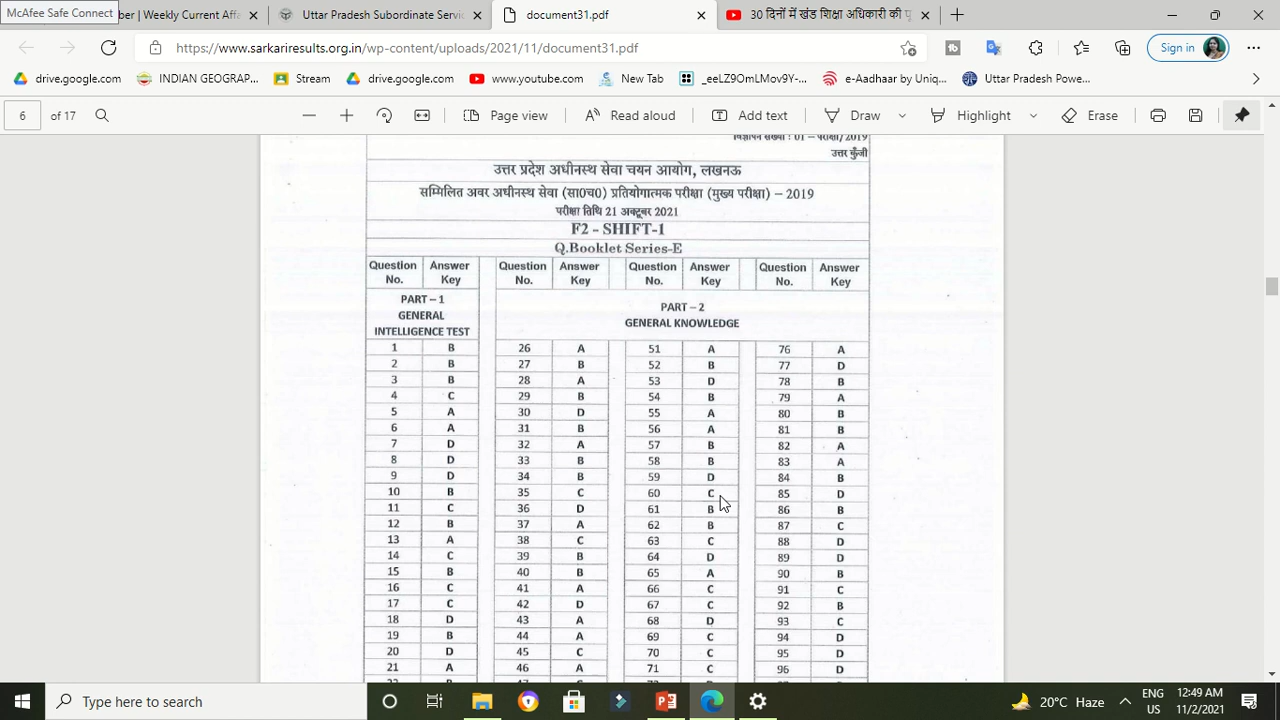 McAfee Safe Connect
ber | Weekly Current Affa
Uttar Pradesh Subordinate Servi
document31.pdf
30 दिनों में खंड शिक्षा अधिकारी की पू
https://www.sarkariresults.org.in/wp-content/uploads/2021/11/document31.pdf
Sign in
drive.google.com
INDIAN GEOGRAP...
Stream
drive.google.com
www.youtube.com
New Tab
_eeLZ9OmLMov9Y-...
e-Aadhaar by Uniq...
Uttar Pradesh Powe...
6 of 17
Page view
Read aloud
Add text
Draw
Highlight
Erase
विज्ञापन संख्या : 01 – परीक्षा/2019
उत्तर कुँजी
उत्तर प्रदेश अधीनस्थ सेवा चयन आयोग, लखनऊ
सम्मिलित अवर अधीनस्थ सेवा (सा0च0) प्रतियोगात्मक परीक्षा (मुख्य परीक्षा) – 2019
परीक्षा तिथि 21 अक्टूबर 2021
F2 - SHIFT-1
Q.Booklet Series-E
Question No. Answer Key Question No. Answer Key Question No. Answer Key Question No. Answer Key
PART – 1
GENERAL
INTELLIGENCE TEST
PART – 2
GENERAL KNOWLEDGE
1 B 26 A 51 A 76 A
2 B 27 B 52 B 77 D
3 B 28 A 53 D 78 B
4 C 29 B 54 B 79 A
5 A 30 D 55 A 80 B
6 A 31 B 56 A 81 B
7 D 32 A 57 B 82 A
8 D 33 B 58 B 83 A
9 D 34 B 59 D 84 B
10 B 35 C 60 C 85 D
11 C 36 D 61 B 86 B
12 B 37 A 62 B 87 C
13 A 38 C 63 C 88 D
14 C 39 B 64 D 89 D
15 B 40 B 65 A 90 B
16 C 41 A 66 C 91 C
17 C 42 D 67 C 92 B
18 D 43 A 68 D 93 C
19 B 44 A 69 C 94 D
20 D 45 C 70 C 95 D
21 A 46 A 71 C 96 D
Type here to search
20°C Haze
ENG
US
12:49 AM
11/2/2021